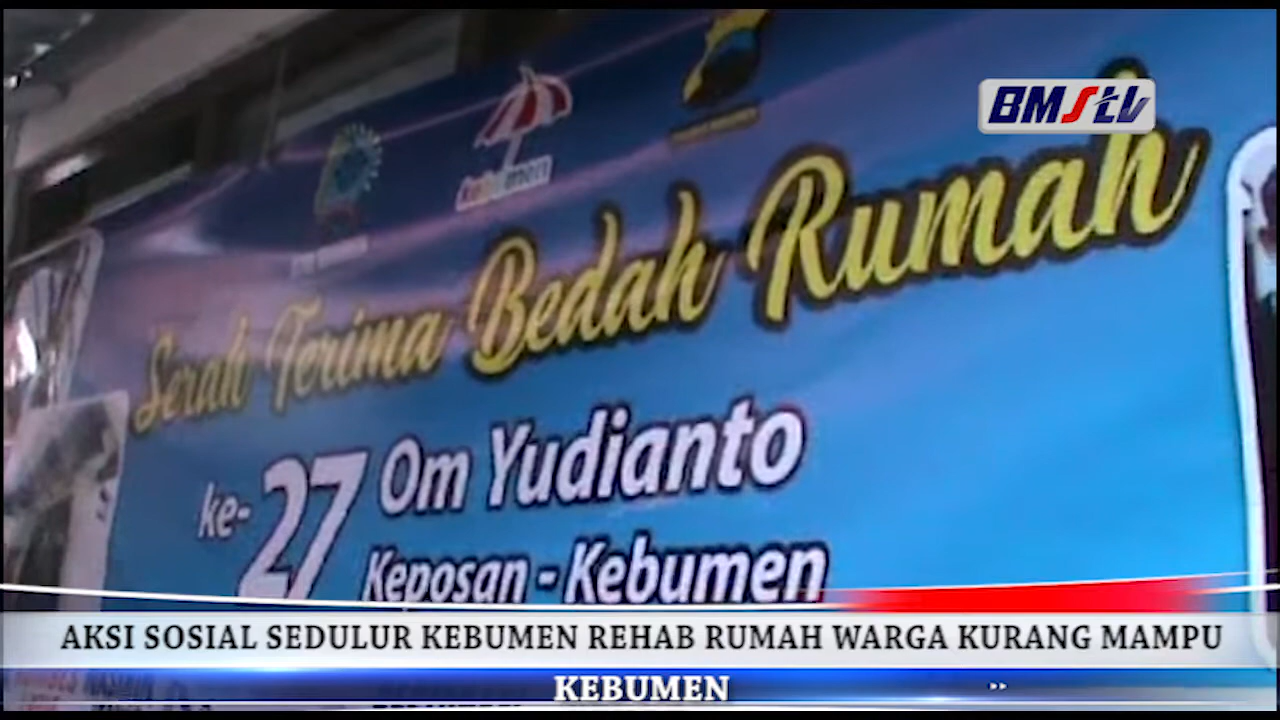 BMStv
Kebumen
Serah Terima Bedah Rumah
ke-27 Om Yudianto
Keposan - Kebumen
AKSI SOSIAL SEDULUR KEBUMEN REHAB RUMAH WARGA KURANG MAMPU
KEBUMEN